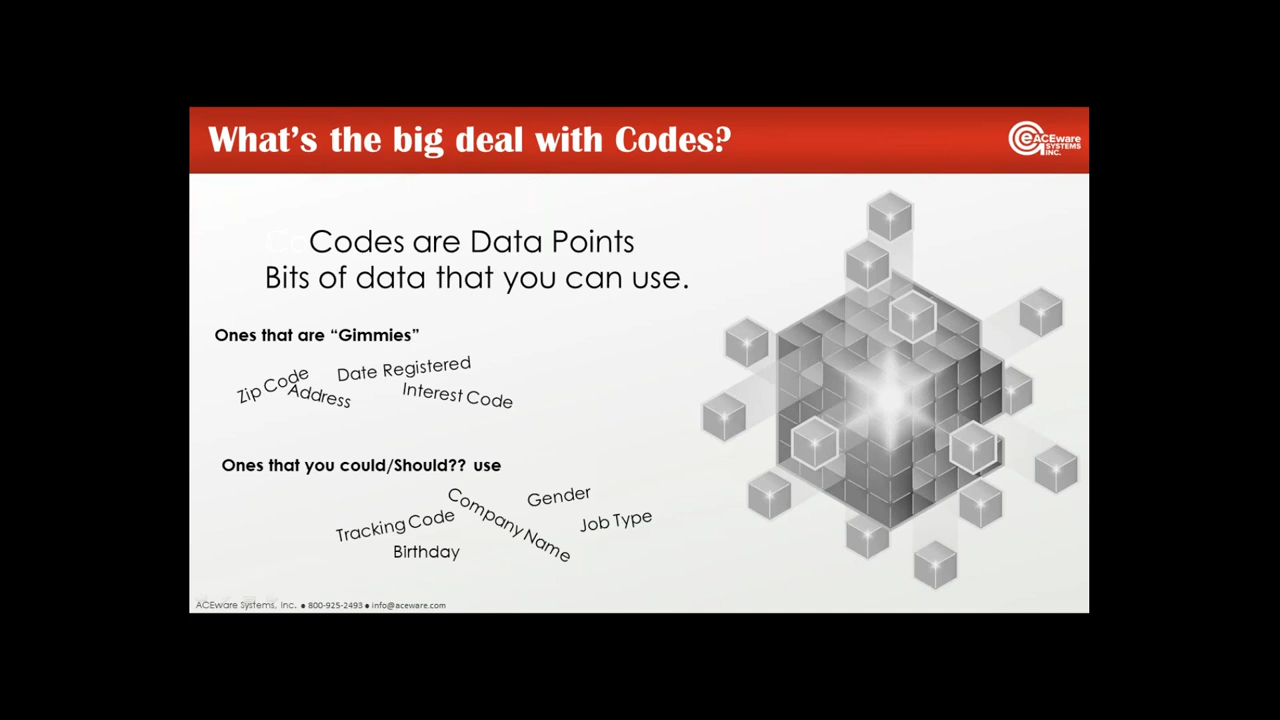 What's the big deal with Codes?
eACEware
SYSTEMS
INC.
Codes are Data Points
Bits of data that you can use.
Ones that are “Gimmies”
Zip Code
Address
Date Registered
Interest Code
Ones that you could/Should?? use
Tracking Code
Company Name
Gender
Job Type
Birthday
ACEware Systems, Inc. ● 800-925-2493 ● info@aceware.com